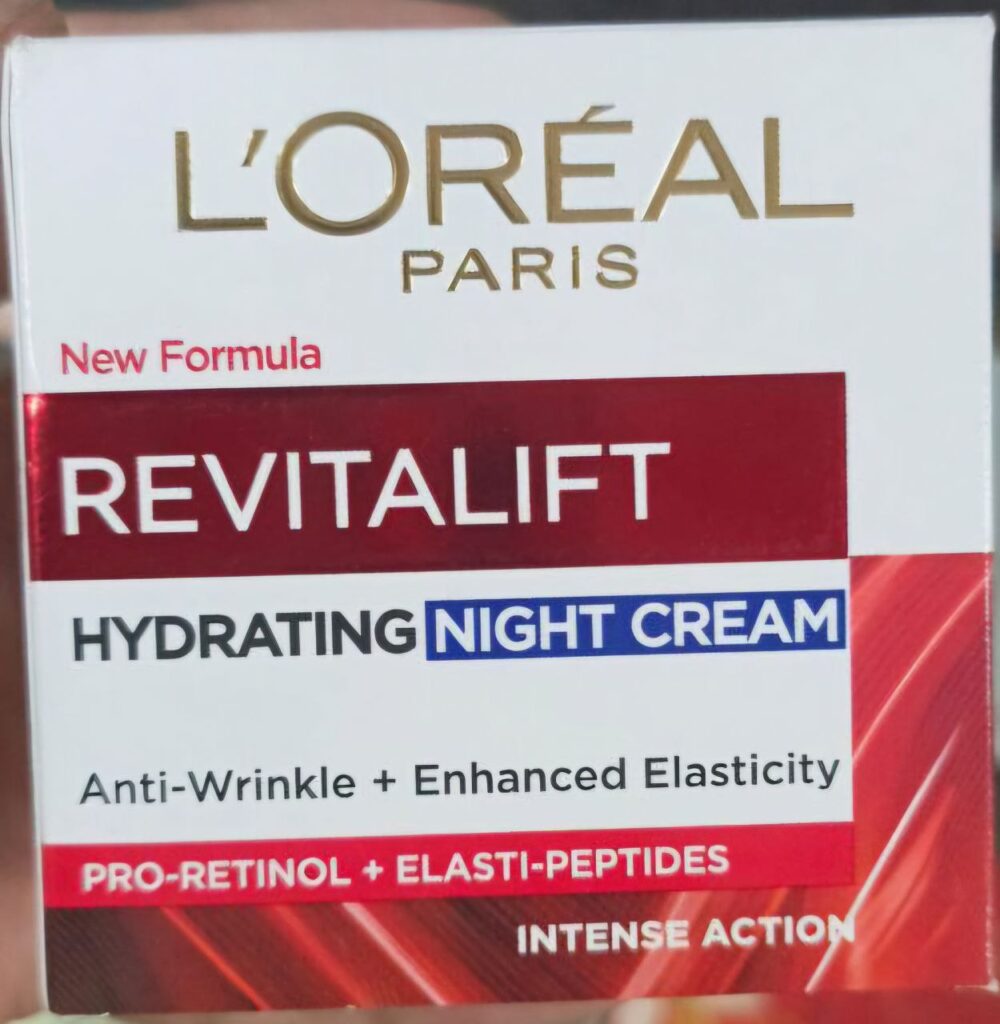 L'ORÉAL
PARIS
New Formula
REVITALIFT
HYDRATING NIGHT CREAM
Anti-Wrinkle + Enhanced Elasticity
PRO-RETINOL + ELASTI-PEPTIDES
INTENSE ACTION